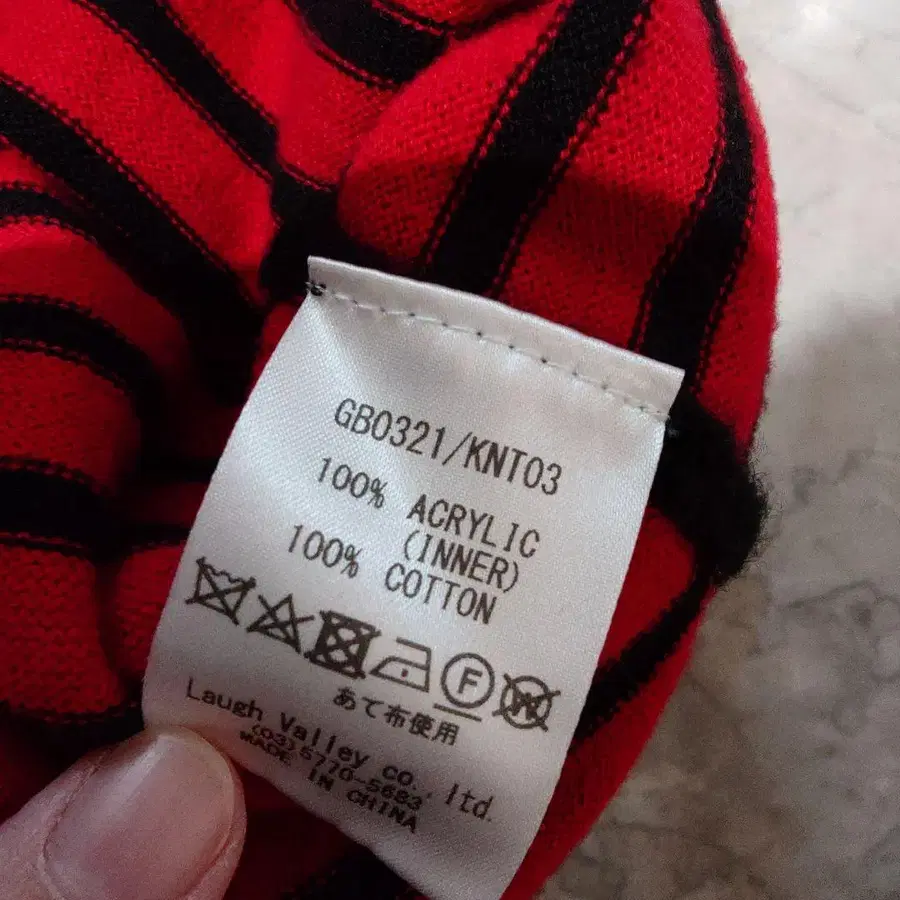 GB0321/KNT03
100% ACRYLIC
(INNER)
100% COTTON
F
W
あて布使用
Laugh Valley co.,ltd.
(03)5770-5683
MADE IN CHINA